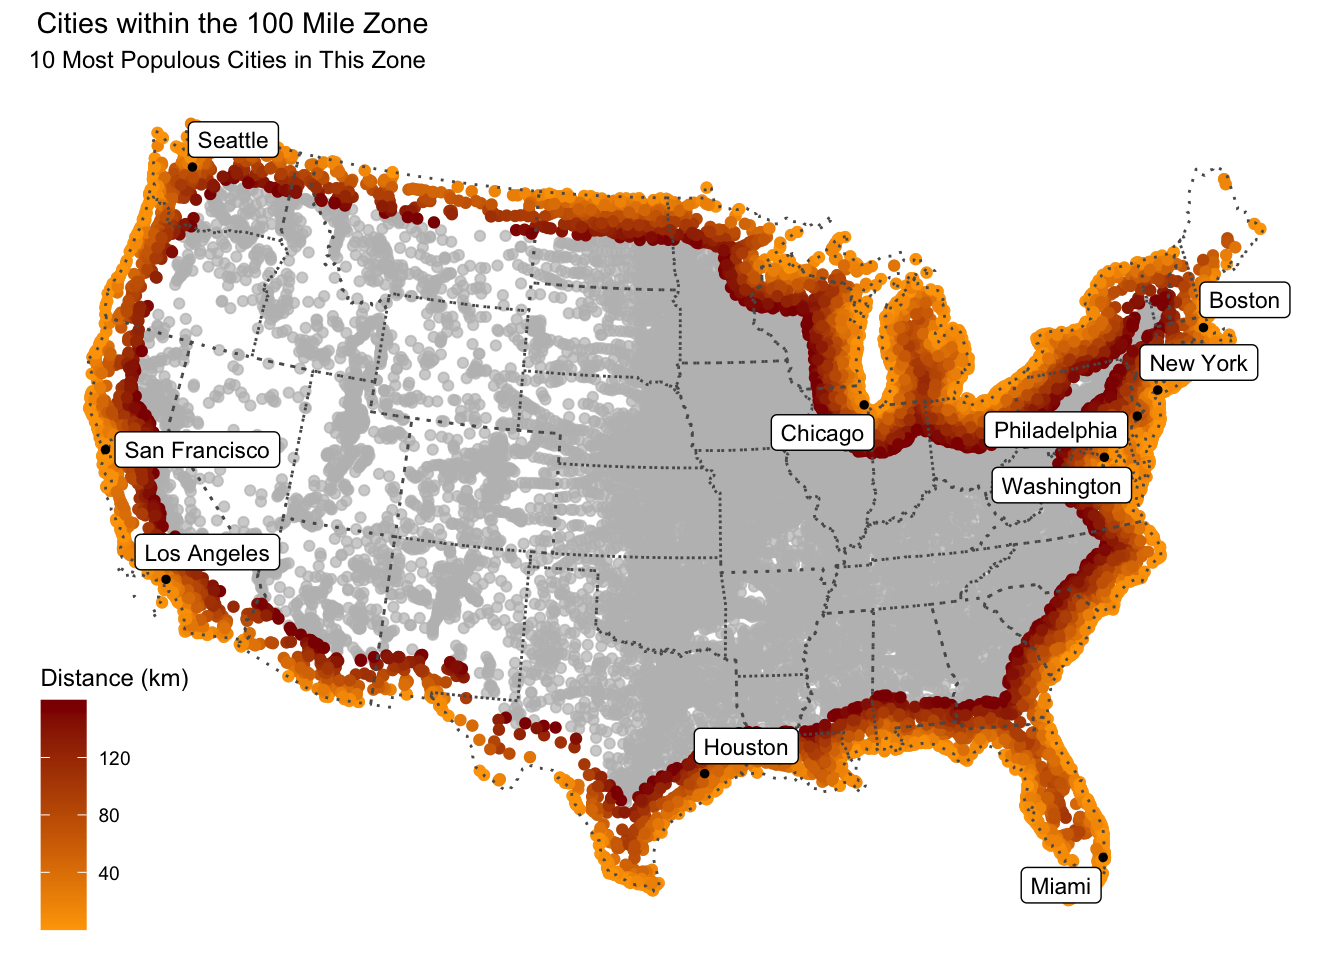 Cities within the 100 Mile Zone
10 Most Populous Cities in This Zone
Seattle
Boston
New York
Chicago
Philadelphia
San Francisco
Washington
Los Angeles
Houston
Miami
Distance (km)
120
80
40